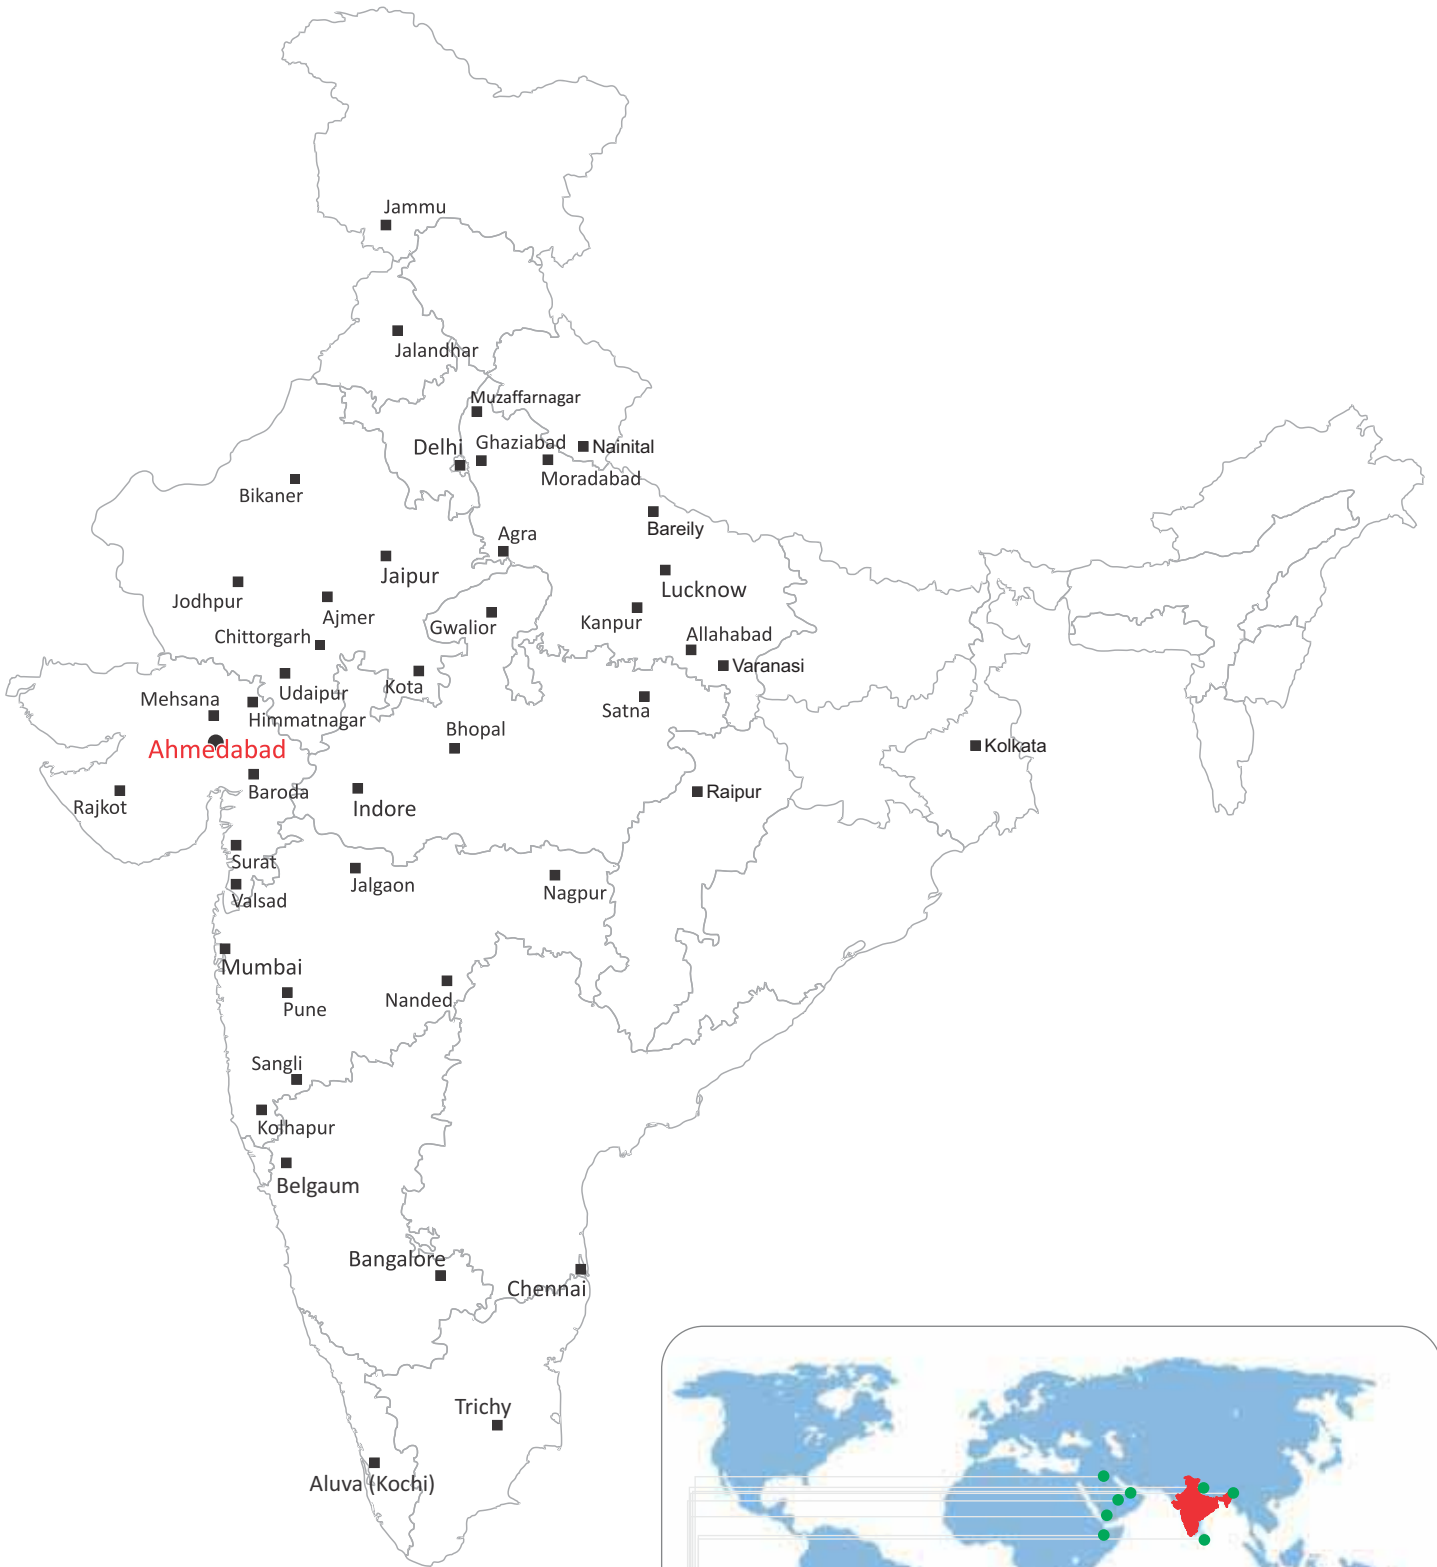 Jammu
Jalandhar
Muzaffarnagar
Delhi
Ghaziabad
Nainital
Moradabad
Bikaner
Bareily
Agra
Jaipur
Lucknow
Jodhpur
Ajmer
Kanpur
Gwalior
Chittorgarh
Allahabad
Varanasi
Udaipur
Kota
Mehsana
Himmatnagar
Satna
Bhopal
Ahmedabad
Kolkata
Baroda
Raipur
Rajkot
Indore
Surat
Jalgaon
Nagpur
Valsad
Mumbai
Nanded
Pune
Sangli
Kolhapur
Belgaum
Bangalore
Chennai
Trichy
Aluva (Kochi)